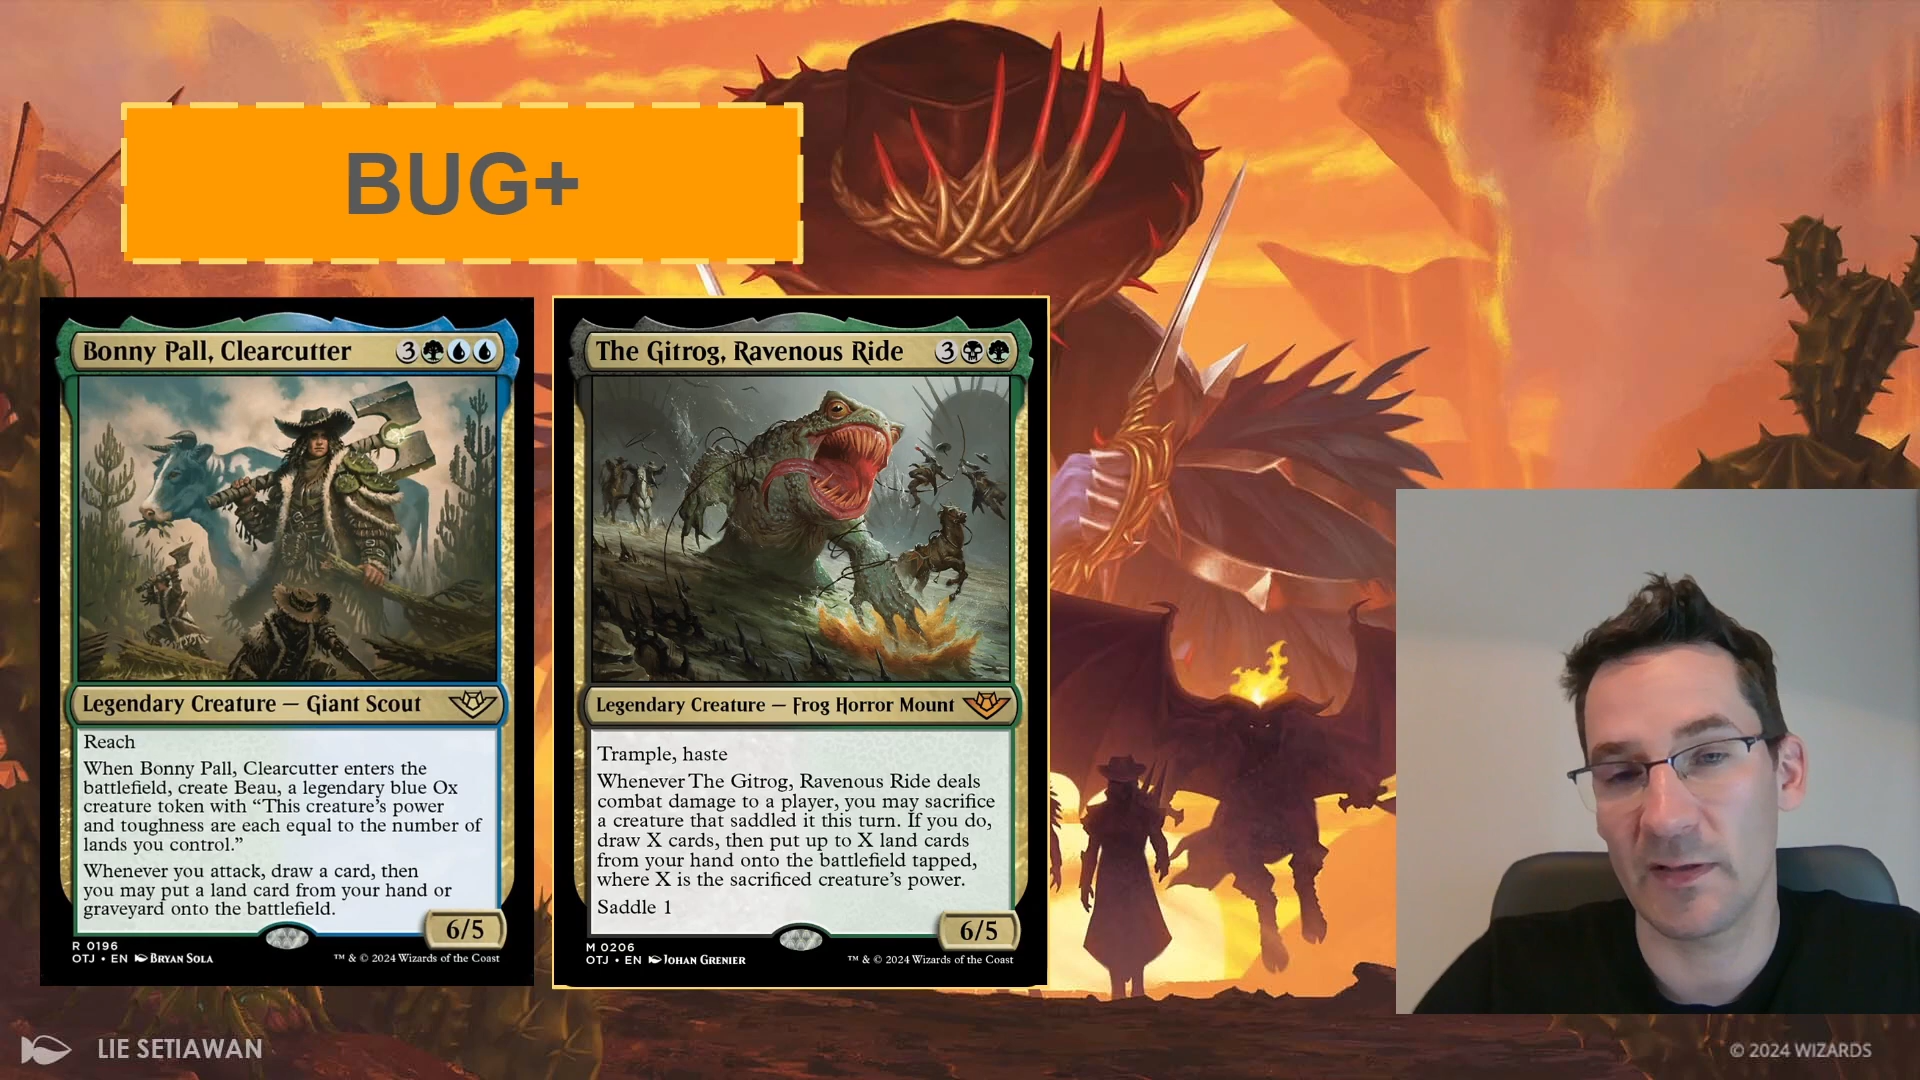 BUG+
Bonny Pall, Clearcutter 3
Legendary Creature — Giant Scout
Reach
When Bonny Pall, Clearcutter enters the
battlefield, create Beau, a legendary blue Ox
creature token with “This creature’s power
and toughness are each equal to the number of
lands you control.”
Whenever you attack, draw a card, then
you may put a land card from your hand or
graveyard onto the battlefield.
6/5
R 0196
OTJ • EN Bryan Sola
™ & © 2024 Wizards of the Coast
The Gitrog, Ravenous Ride 3
Legendary Creature — Frog Horror Mount
Trample, haste
Whenever The Gitrog, Ravenous Ride deals
combat damage to a player, you may sacrifice
a creature that saddled it this turn. If you do,
draw X cards, then put up to X land cards
from your hand onto the battlefield tapped,
where X is the sacrificed creature’s power.
Saddle 1
6/5
M 0206
OTJ • EN Johan Grenier
™ & © 2024 Wizards of the Coast
LIE SETIAWAN
© 2024 WIZARDS